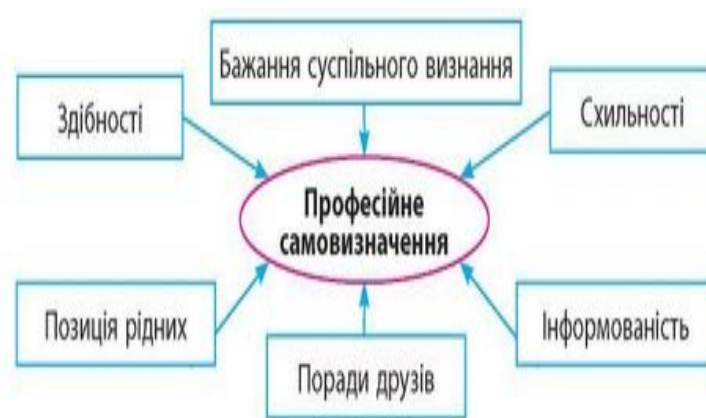 Бажання суспільного визнання
Здібності
Схильності
Професійне
самовизначення
Позиція рідних
Інформованість
Поради друзів